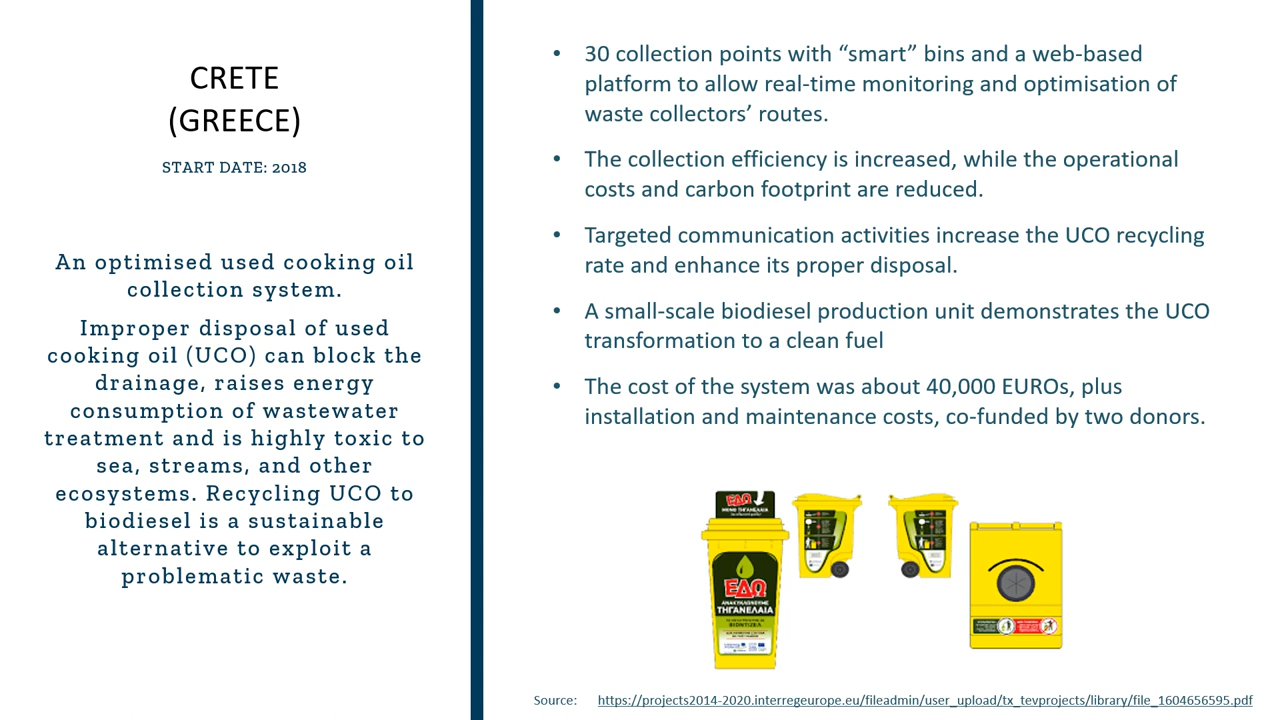 CRETE
(GREECE)
START DATE: 2018
An optimised used cooking oil
collection system.
Improper disposal of used
cooking oil (UCO) can block the
drainage, raises energy
consumption of wastewater
treatment and is highly toxic to
sea, streams, and other
ecosystems. Recycling UCO to
biodiesel is a sustainable
alternative to exploit a
problematic waste.
• 30 collection points with “smart” bins and a web-based
platform to allow real-time monitoring and optimisation of
waste collectors’ routes.
• The collection efficiency is increased, while the operational
costs and carbon footprint are reduced.
• Targeted communication activities increase the UCO recycling
rate and enhance its proper disposal.
• A small-scale biodiesel production unit demonstrates the UCO
transformation to a clean fuel
• The cost of the system was about 40,000 EUROs, plus
installation and maintenance costs, co-funded by two donors.
ΕΔΩ
ΜΟΝΟ ΤΗΓΑΝΕΛΑΙΑ
ΕΔΩ
ΑΝΑΚΥΚΛΩΝΟΥΜΕ
ΤΗΓΑΝΕΛΑΙΑ
ΒΙΟΝΤΙΖΕΛ
Source: https://projects2014-2020.interregeurope.eu/fileadmin/user_upload/tx_tevprojects/library/file_1604656595.pdf